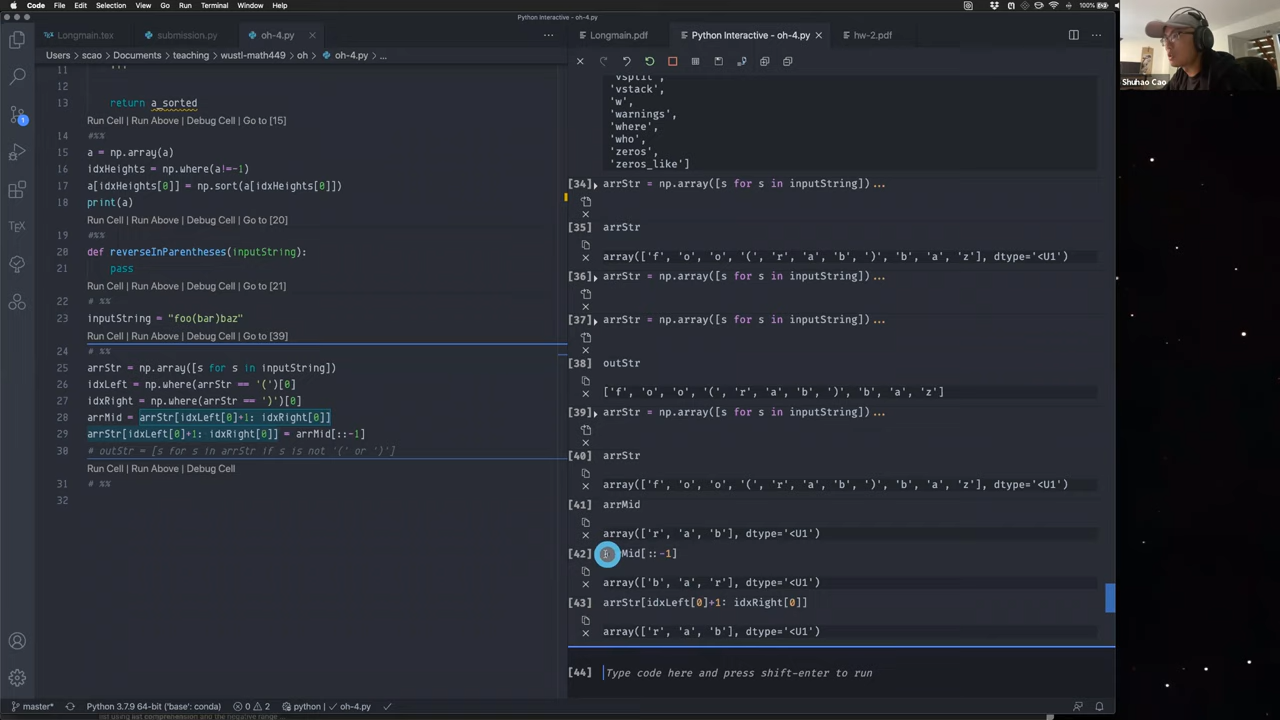 Code File Edit Selection View Go Run Terminal Window Help
100%
Python Interactive - oh-4.py
Longmain.tex submission.py oh-4.py
Users > scao > Documents > teaching > wustl-math449 > oh > oh-4.py > ...
11 '''
12
13 return a_sorted
Run Cell | Run Above | Debug Cell | Go to [15]
14 #%%
15 a = np.array(a)
16 idxHeights = np.where(a!=-1)
17 a[idxHeights[0]] = np.sort(a[idxHeights[0]])
18 print(a)
Run Cell | Run Above | Debug Cell | Go to [20]
19 #%%
20 def reverseInParentheses(inputString):
21 pass
Run Cell | Run Above | Debug Cell | Go to [21]
22 # %%
23 inputString = "foo(bar)baz"
Run Cell | Run Above | Debug Cell | Go to [39]
24 # %%
25 arrStr = np.array([s for s in inputString])
26 idxLeft = np.where(arrStr == '(')[0]
27 idxRight = np.where(arrStr == ')')[0]
28 arrMid = arrStr[idxLeft[0]+1: idxRight[0]]
29 arrStr[idxLeft[0]+1: idxRight[0]] = arrMid[::-1]
30 # outStr = [s for s in arrStr if s is not '(' or ')']
Run Cell | Run Above | Debug Cell
31 # %%
32
Longmain.pdf Python Interactive - oh-4.py hw-2.pdf
'vsplit',
'vstack',
'w',
'warnings',
'where',
'who',
'zeros',
'zeros_like']
[34] arrStr = np.array([s for s in inputString])...
[35] arrStr
array(['f', 'o', 'o', '(', 'r', 'a', 'b', ')', 'b', 'a', 'z'], dtype='<U1')
[36] arrStr = np.array([s for s in inputString])...
[37] arrStr = np.array([s for s in inputString])...
[38] outStr
['f', 'o', 'o', '(', 'r', 'a', 'b', ')', 'b', 'a', 'z']
[39] arrStr = np.array([s for s in inputString])...
[40] arrStr
array(['f', 'o', 'o', '(', 'r', 'a', 'b', ')', 'b', 'a', 'z'], dtype='<U1')
[41] arrMid
array(['r', 'a', 'b'], dtype='<U1')
[42] arrMid[::-1]
array(['b', 'a', 'r'], dtype='<U1')
[43] arrStr[idxLeft[0]+1: idxRight[0]]
array(['r', 'a', 'b'], dtype='<U1')
[44] Type code here and press shift-enter to run
Shuhao Cao
master* Python 3.7.9 64-bit ('base': conda) 0 2 python | oh-4.py